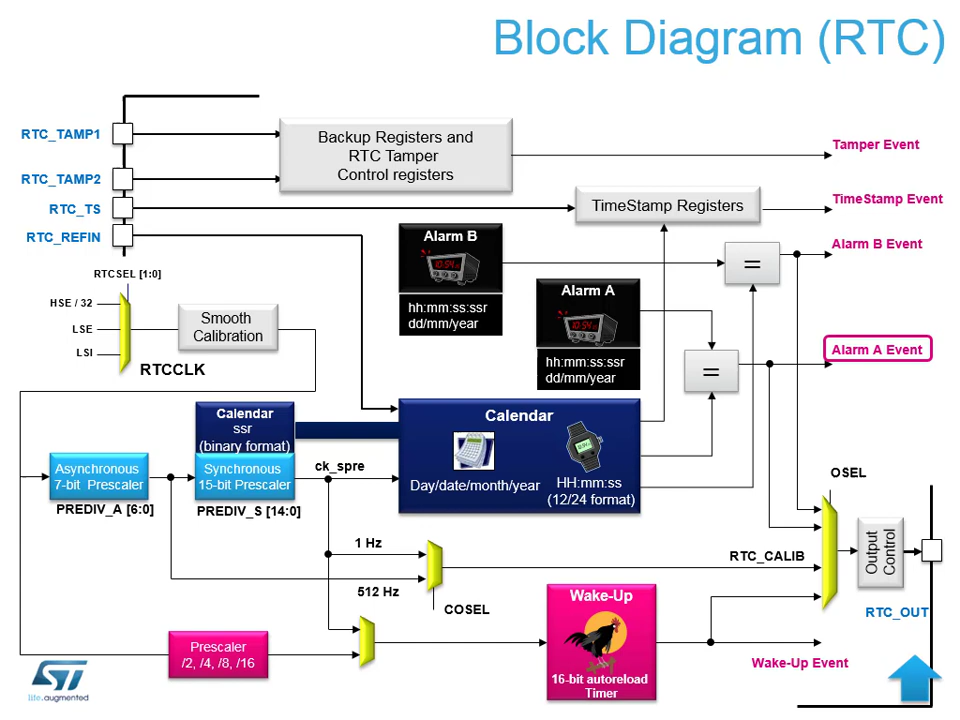 Block Diagram (RTC)
RTC_TAMP1
RTC_TAMP2
RTC_TS
RTC_REFIN
Backup Registers and
RTC Tamper
Control registers
Tamper Event
TimeStamp Registers
TimeStamp Event
Alarm B
hh:mm:ss:ssr
dd/mm/year
=
Alarm B Event
Alarm A
hh:mm:ss:ssr
dd/mm/year
=
Alarm A Event
RTCSEL [1:0]
HSE / 32
LSE
LSI
RTCCLK
Smooth
Calibration
Calendar
ssr
(binary format)
Calendar
Day/date/month/year
HH:mm:ss
(12/24 format)
Asynchronous
7-bit Prescaler
PREDIV_A [6:0]
Synchronous
15-bit Prescaler
PREDIV_S [14:0]
ck_spre
1 Hz
512 Hz
COSEL
RTC_CALIB
OSEL
Output
Control
RTC_OUT
Prescaler
/2, /4, /8, /16
Wake-Up
16-bit autoreload
Timer
Wake-Up Event
ST
life.augmented